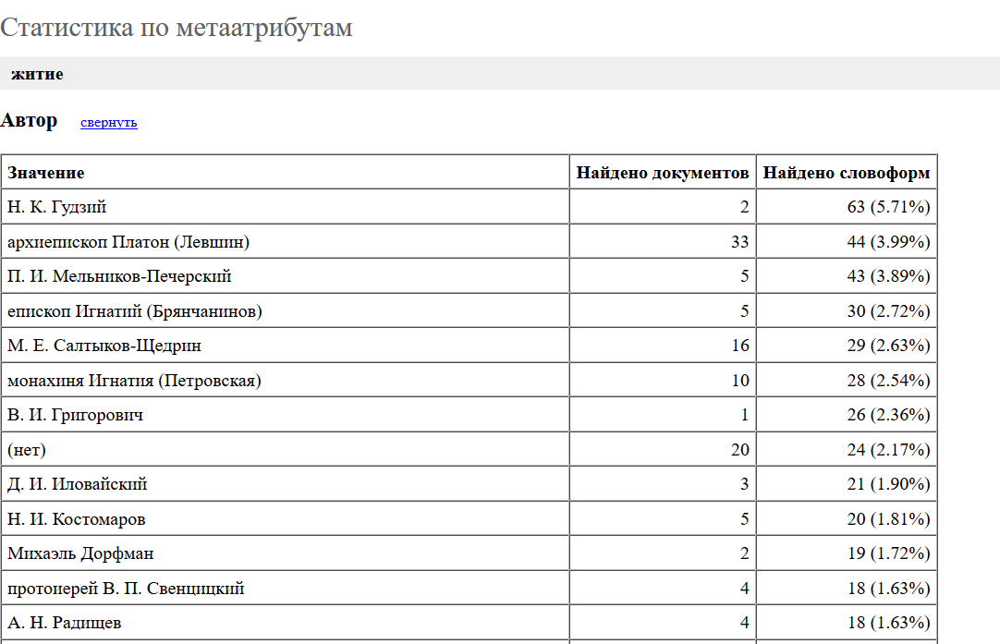 Статистика по метаатрибутам
житие
Автор свернуть
Значение Найдено документов Найдено словоформ
Н. К. Гудзий 2 63 (5.71%)
архиепископ Платон (Левшин) 33 44 (3.99%)
П. И. Мельников-Печерский 5 43 (3.89%)
епископ Игнатий (Брянчанинов) 5 30 (2.72%)
М. Е. Салтыков-Щедрин 16 29 (2.63%)
монахиня Игнатия (Петровская) 10 28 (2.54%)
В. И. Григорович 1 26 (2.36%)
(нет) 20 24 (2.17%)
Д. И. Иловайский 3 21 (1.90%)
Н. И. Костомаров 5 20 (1.81%)
Михаэль Дорфман 2 19 (1.72%)
протоиерей В. П. Свенцицкий 4 18 (1.63%)
А. Н. Радищев 4 18 (1.63%)